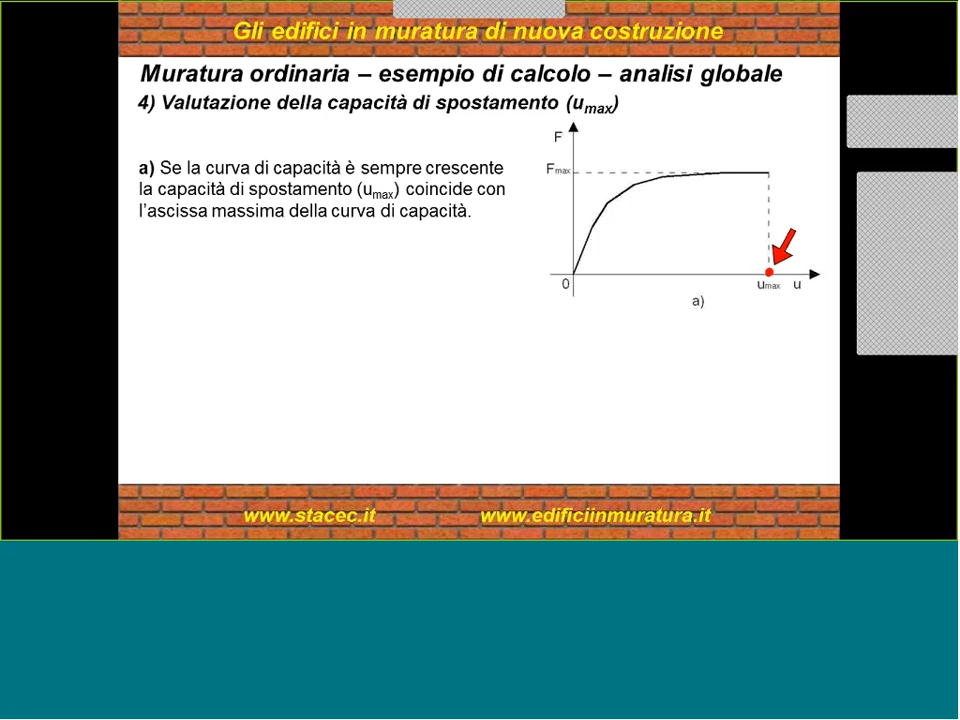 Gli edifici in muratura di nuova costruzione
Muratura ordinaria – esempio di calcolo – analisi globale
4) Valutazione della capacità di spostamento (umax)
a) Se la curva di capacità è sempre crescente
la capacità di spostamento (umax) coincide con
l'ascissa massima della curva di capacità.
F
Fmax
0
umax
u
a)
www.stacec.it
www.edificiinmuratura.it